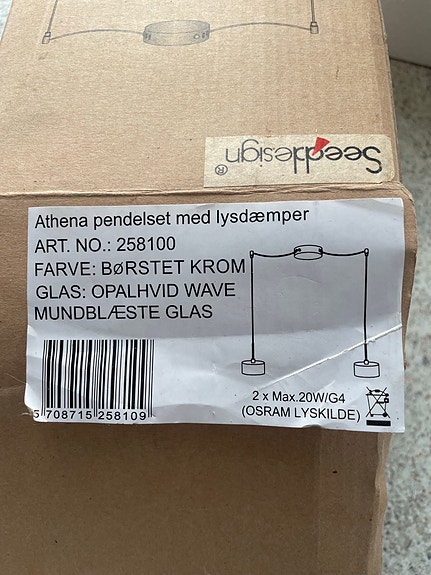 Seeddesign®
Athena pendelset med lysdæmper
ART. NO.: 258100
FARVE: BØRSTET KROM
GLAS: OPALHVID WAVE
MUNDBLÆSTE GLAS
5 708715 258109
2 x Max.20W/G4
(OSRAM LYSKILDE)